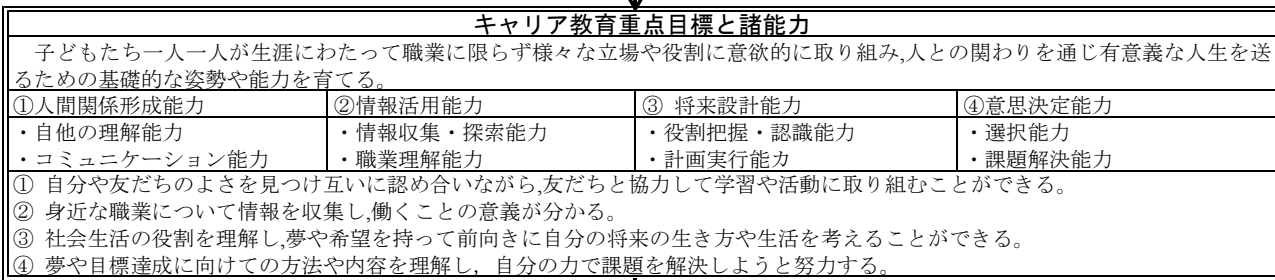 キャリア教育重点目標と諸能力
子どもたち一人一人が生涯にわたって職業に限らず様々な立場や役割に意欲的に取り組み,人との関わりを通じ有意義な人生を送
るための基礎的な姿勢や能力を育てる。
①人間関係形成能力 ②情報活用能力 ③ 将来設計能力 ④意思決定能力
・自他の理解能力 ・情報収集・探索能力 ・役割把握・認識能力 ・選択能力
・コミュニケーション能力 ・職業理解能力 ・計画実行能力 ・課題解決能力
① 自分や友だちのよさを見つけ互いに認め合いながら,友だちと協力して学習や活動に取り組むことができる。
② 身近な職業について情報を収集し,働くことの意義が分かる。
③ 社会生活の役割を理解し,夢や希望を持って前向きに自分の将来の生き方や生活を考えることができる。
④ 夢や目標達成に向けての方法や内容を理解し，自分の力で課題を解決しようと努力する。